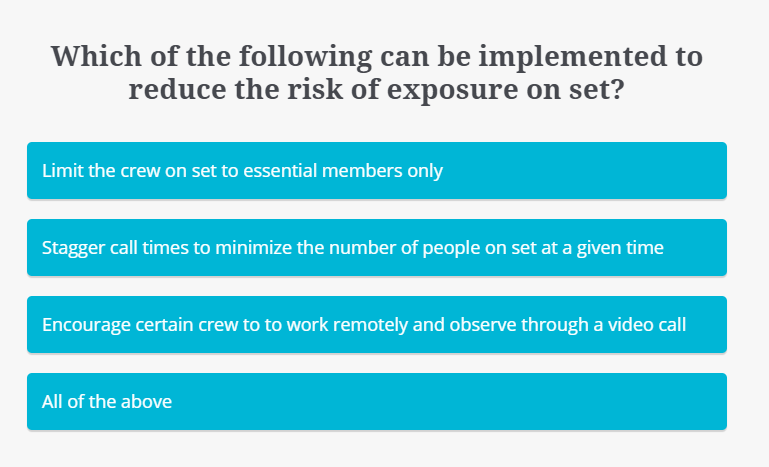 Which of the following can be implemented to
reduce the risk of exposure on set?
Limit the crew on set to essential members only
Stagger call times to minimize the number of people on set at a given time
Encourage certain crew to to work remotely and observe through a video call
All of the above